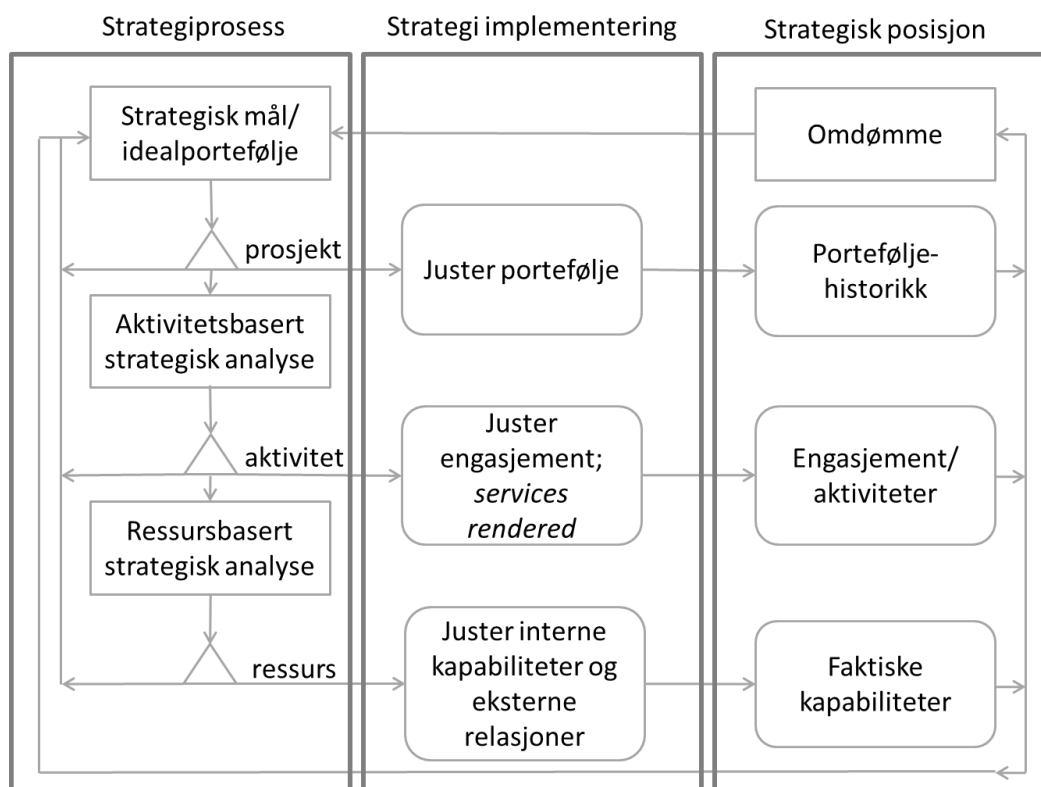 Strategiprosess
Strategi implementering
Strategisk posisjon
Strategisk mål/
idealportefølje
Omdømme
prosjekt
Juster portefølje
Portefølje-
historikk
Aktivitetsbasert
strategisk analyse
aktivitet
Juster
engasjement;
services
rendered
Engasjement/
aktiviteter
Ressursbasert
strategisk analyse
ressurs
Juster interne
kapabiliteter og
eksterne
relasjoner
Faktiske
kapabiliteter